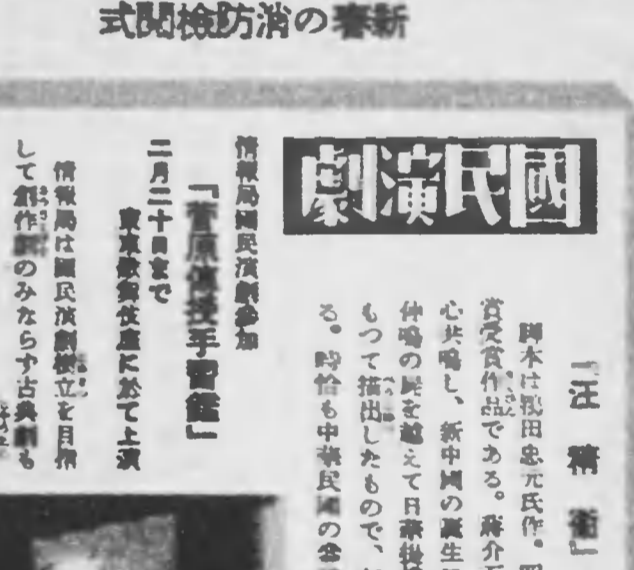 新春の消防檢閱式
國民演劇
『汪精衛』
脚本は田忠元氏作。
賞受賞作品である。蔣介
心共鳴し、新中國の誕生
仲鳴の屍を越えて日華提
もつて描出したもので、
る。時恰も中華民國の
情報局國民演劇參加
『菅原傳授手習鑑』
二月二十日まで
東京歌舞伎座に於て上演
情報局は國民演劇樹立を目指
して創作劇のみならず古典劇も